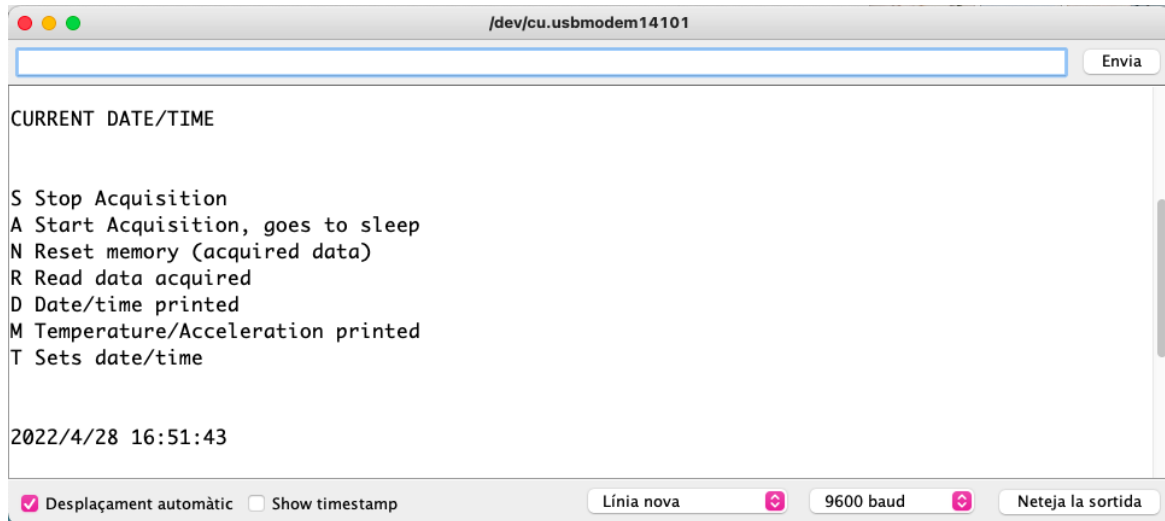 /dev/cu.usbmodem14101
Envia
CURRENT DATE/TIME
S Stop Acquisition
A Start Acquisition, goes to sleep
N Reset memory (acquired data)
R Read data acquired
D Date/time printed
M Temperature/Acceleration printed
T Sets date/time
2022/4/28 16:51:43
Desplaçament automàtic Show timestamp Línia nova 9600 baud Neteja la sortida